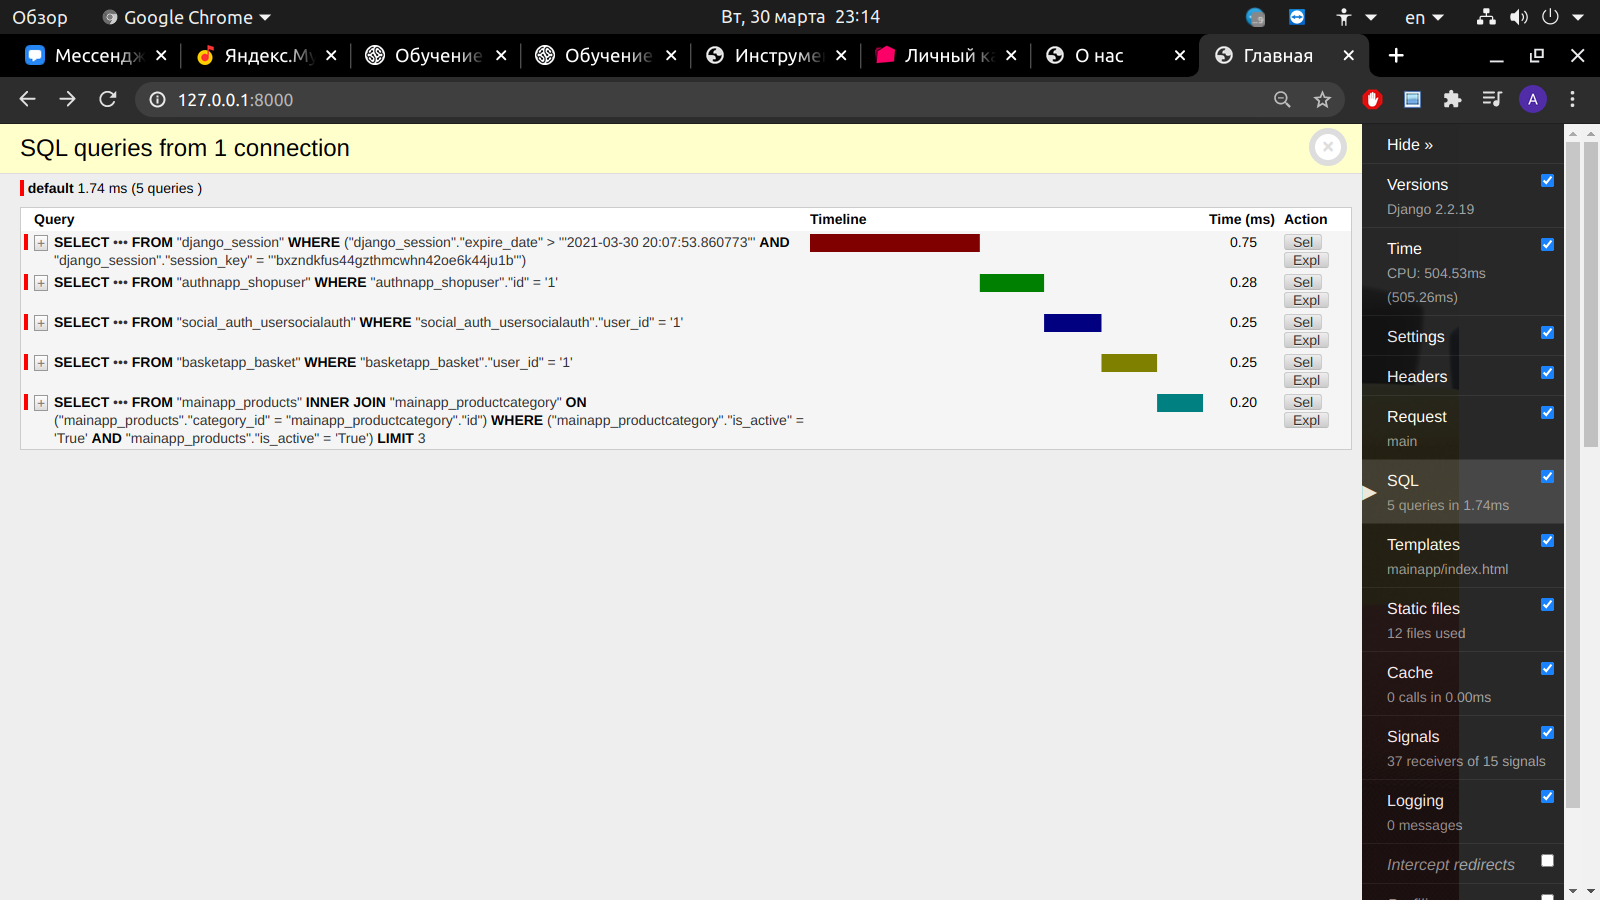 Обзор Google Chrome Вт, 30 марта 23:14 en
Мессендж Яндекс.Му Обучение Обучение Инструмен Личный ка О нас Главная
127.0.0.1:8000 A
SQL queries from 1 connection
default 1.74 ms (5 queries )
Query Timeline Time (ms) Action
+ SELECT ••• FROM "django_session" WHERE ("django_session"."expire_date" > '''2021-03-30 20:07:53.860773''' AND
"django_session"."session_key" = '''bxzndkfus44gzthmcwhn42oe6k44ju1b''')
0.75 Sel
Expl
+ SELECT ••• FROM "authnapp_shopuser" WHERE "authnapp_shopuser"."id" = '1'
0.28 Sel
Expl
+ SELECT ••• FROM "social_auth_usersocialauth" WHERE "social_auth_usersocialauth"."user_id" = '1'
0.25 Sel
Expl
+ SELECT ••• FROM "basketapp_basket" WHERE "basketapp_basket"."user_id" = '1'
0.25 Sel
Expl
+ SELECT ••• FROM "mainapp_products" INNER JOIN "mainapp_productcategory" ON
("mainapp_products"."category_id" = "mainapp_productcategory"."id") WHERE ("mainapp_productcategory"."is_active" =
'True' AND "mainapp_products"."is_active" = 'True') LIMIT 3
0.20 Sel
Expl
Hide »
Versions
Django 2.2.19
Time
CPU: 504.53ms
(505.26ms)
Settings
Headers
Request
main
SQL
5 queries in 1.74ms
Templates
mainapp/index.html
Static files
12 files used
Cache
0 calls in 0.00ms
Signals
37 receivers of 15 signals
Logging
0 messages
Intercept redirects